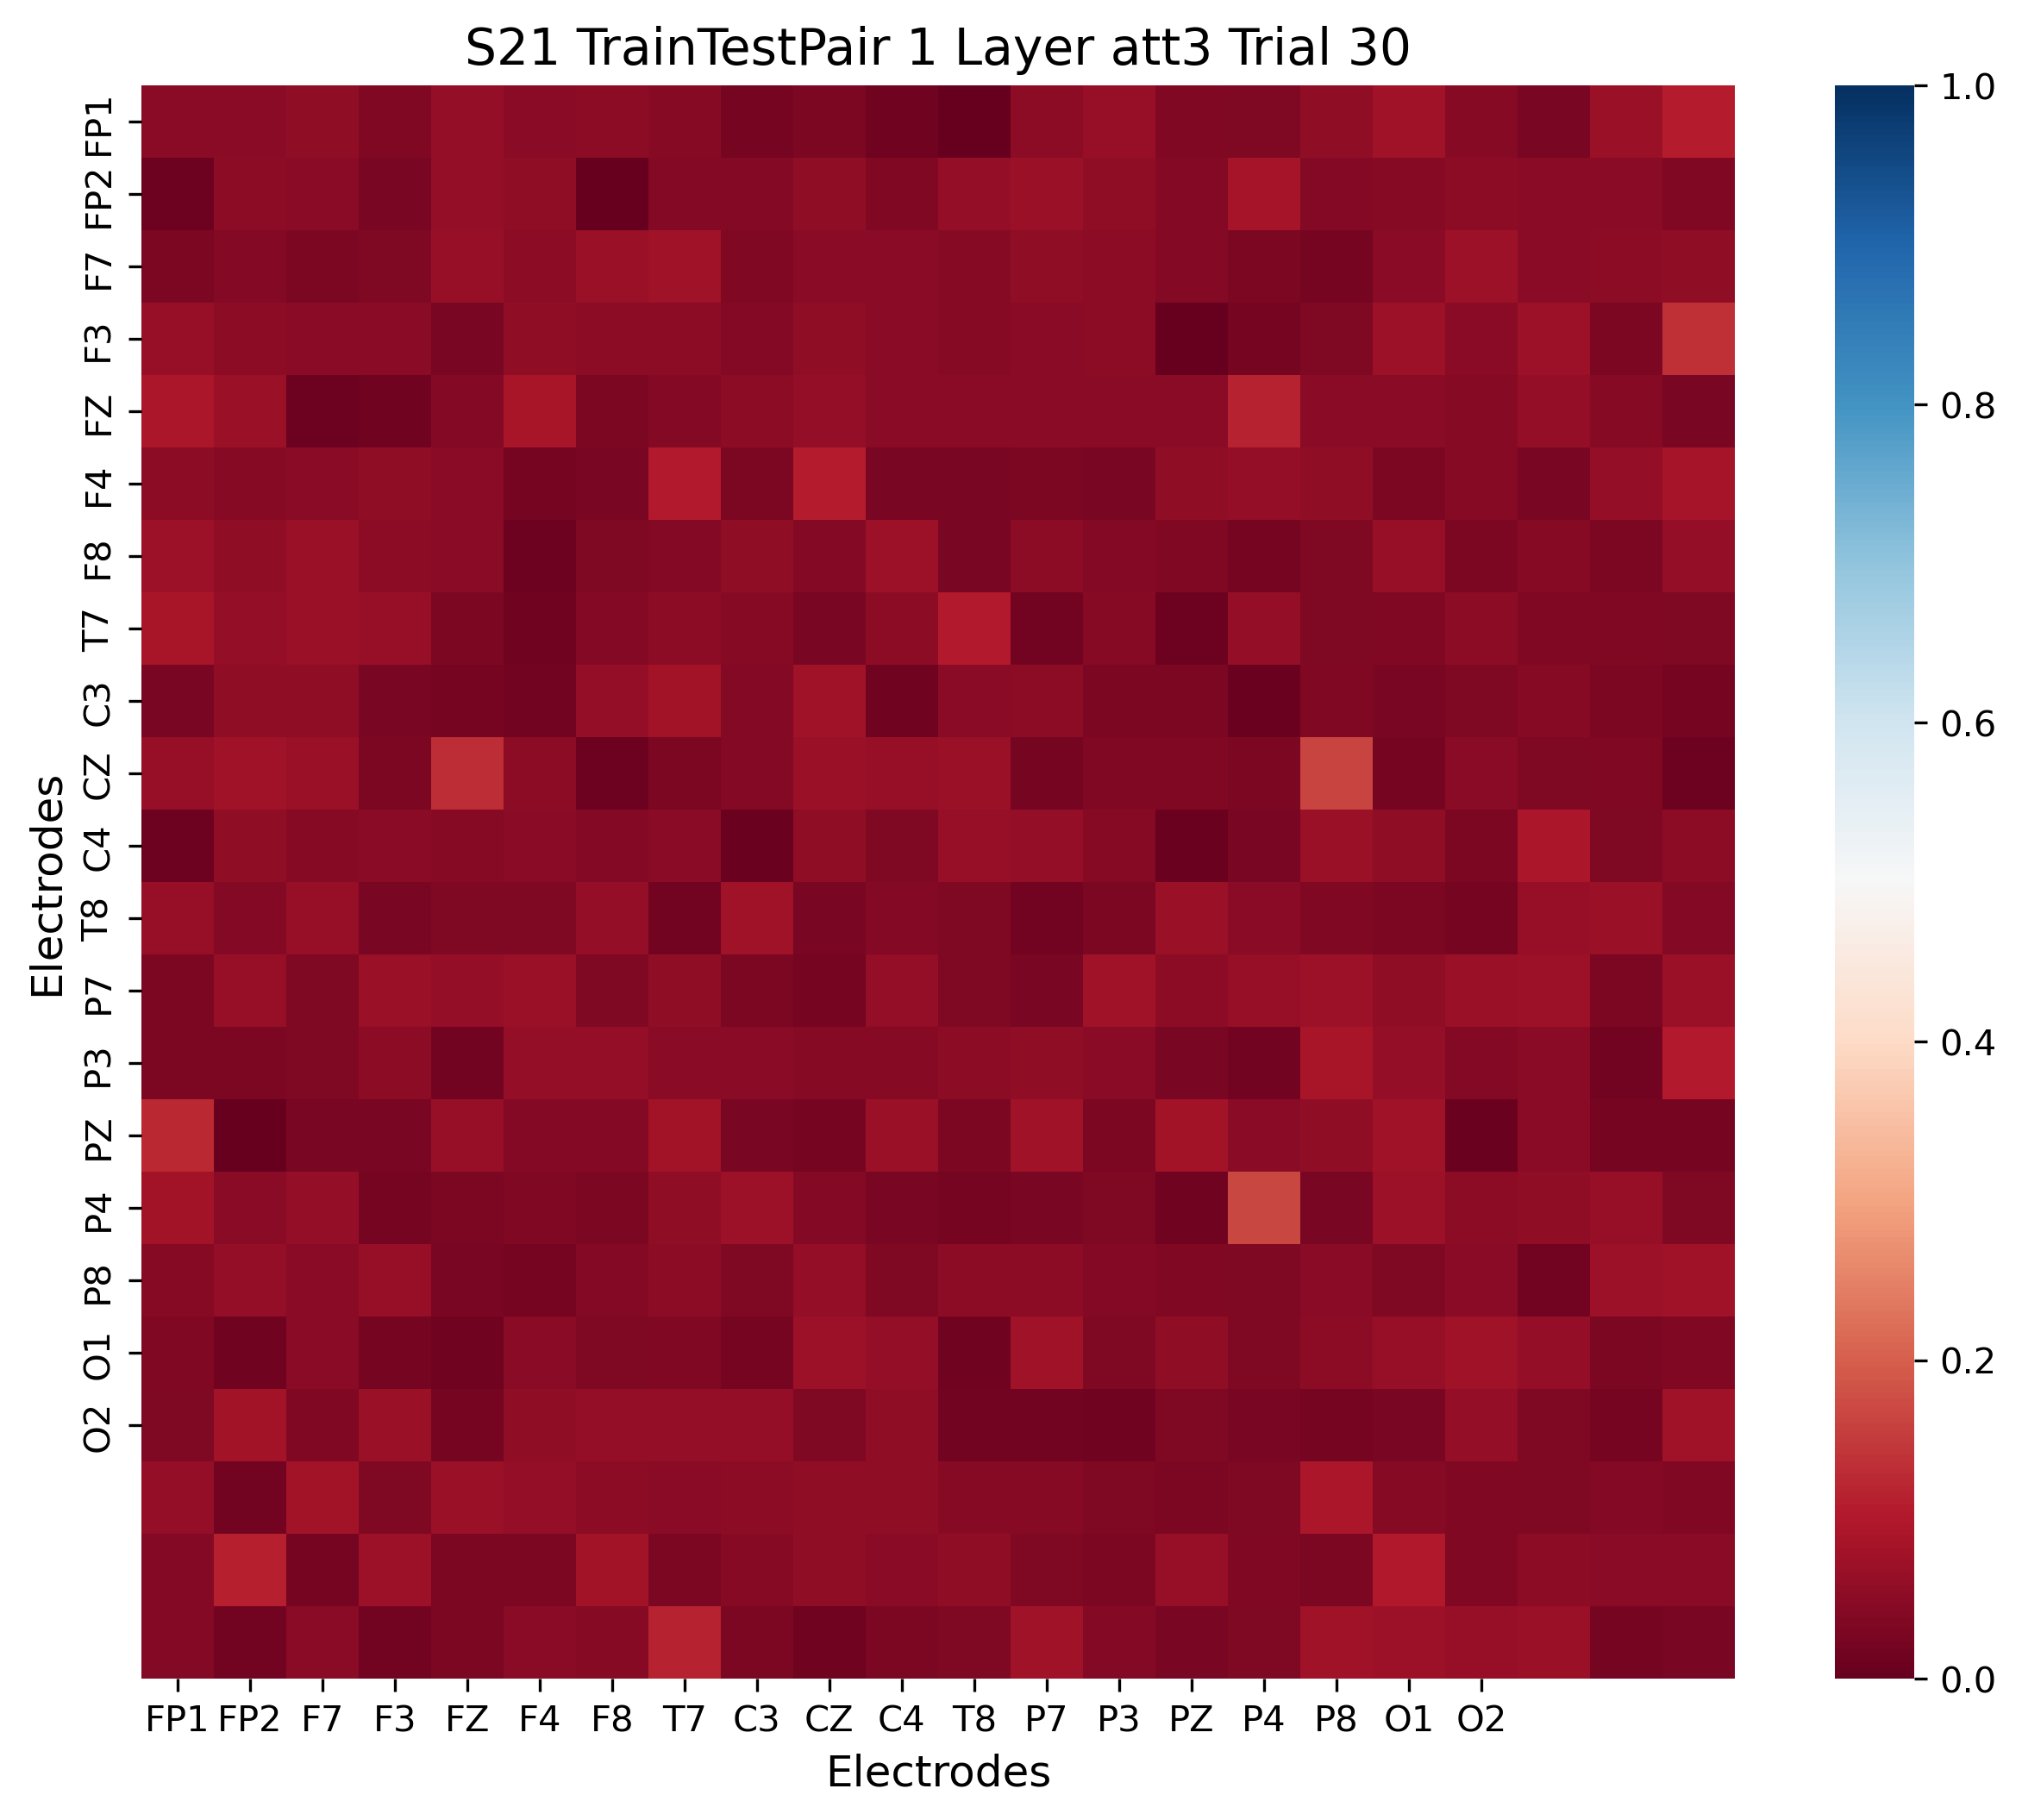 S21 TrainTestPair 1 Layer att3 Trial 30
Electrodes
FP1
FP2
F7
F3
FZ
F4
F8
T7
C3
CZ
C4
T8
P7
P3
PZ
P4
P8
O1
O2
FP1 FP2 F7 F3 FZ F4 F8 T7 C3 CZ C4 T8 P7 P3 PZ P4 P8 O1 O2
Electrodes
1.0
0.8
0.6
0.4
0.2
0.0